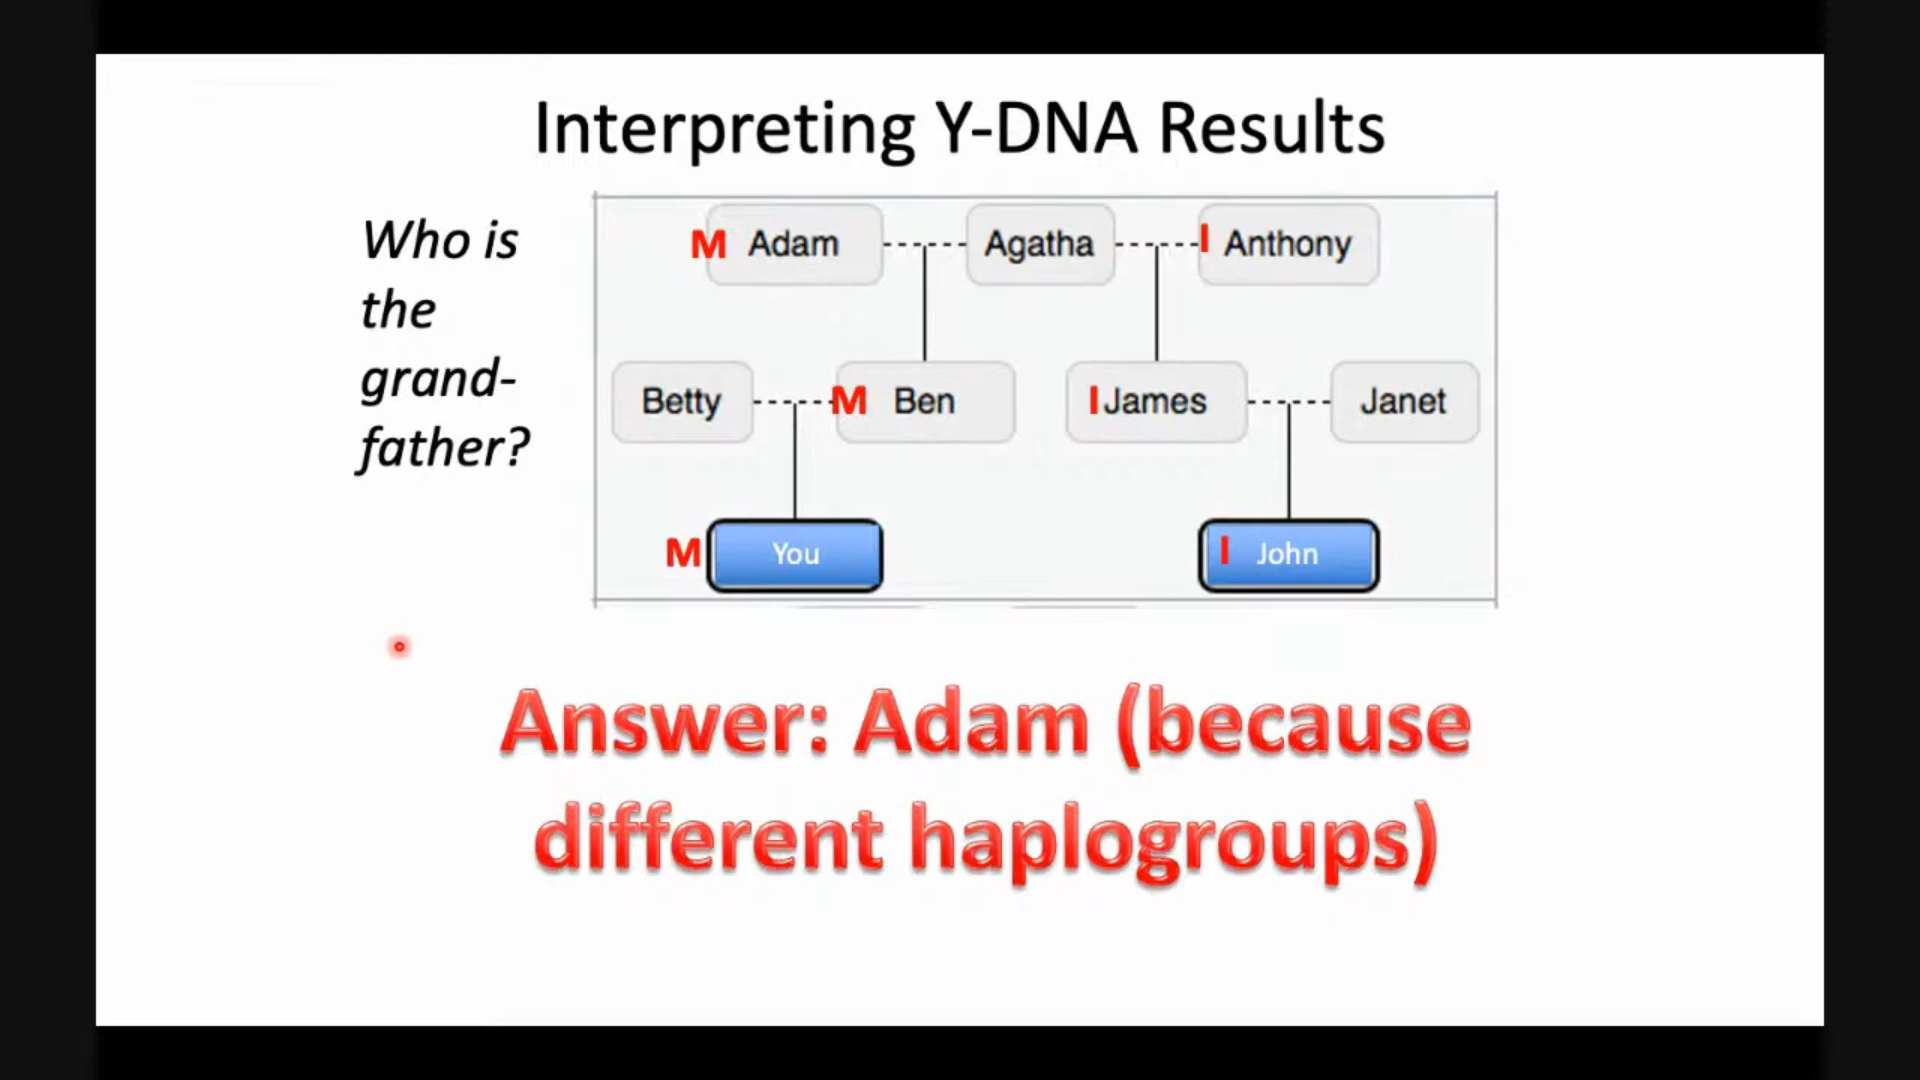 Interpreting Y-DNA Results
Who is
the
grand-
father?
M Adam Agatha I Anthony
Betty M Ben I James Janet
M You I John
Answer: Adam (because
different haplogroups)